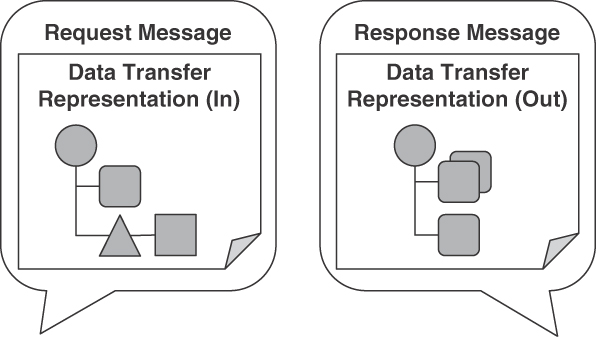 Request Message
Data Transfer
Representation (In)
Response Message
Data Transfer
Representation (Out)